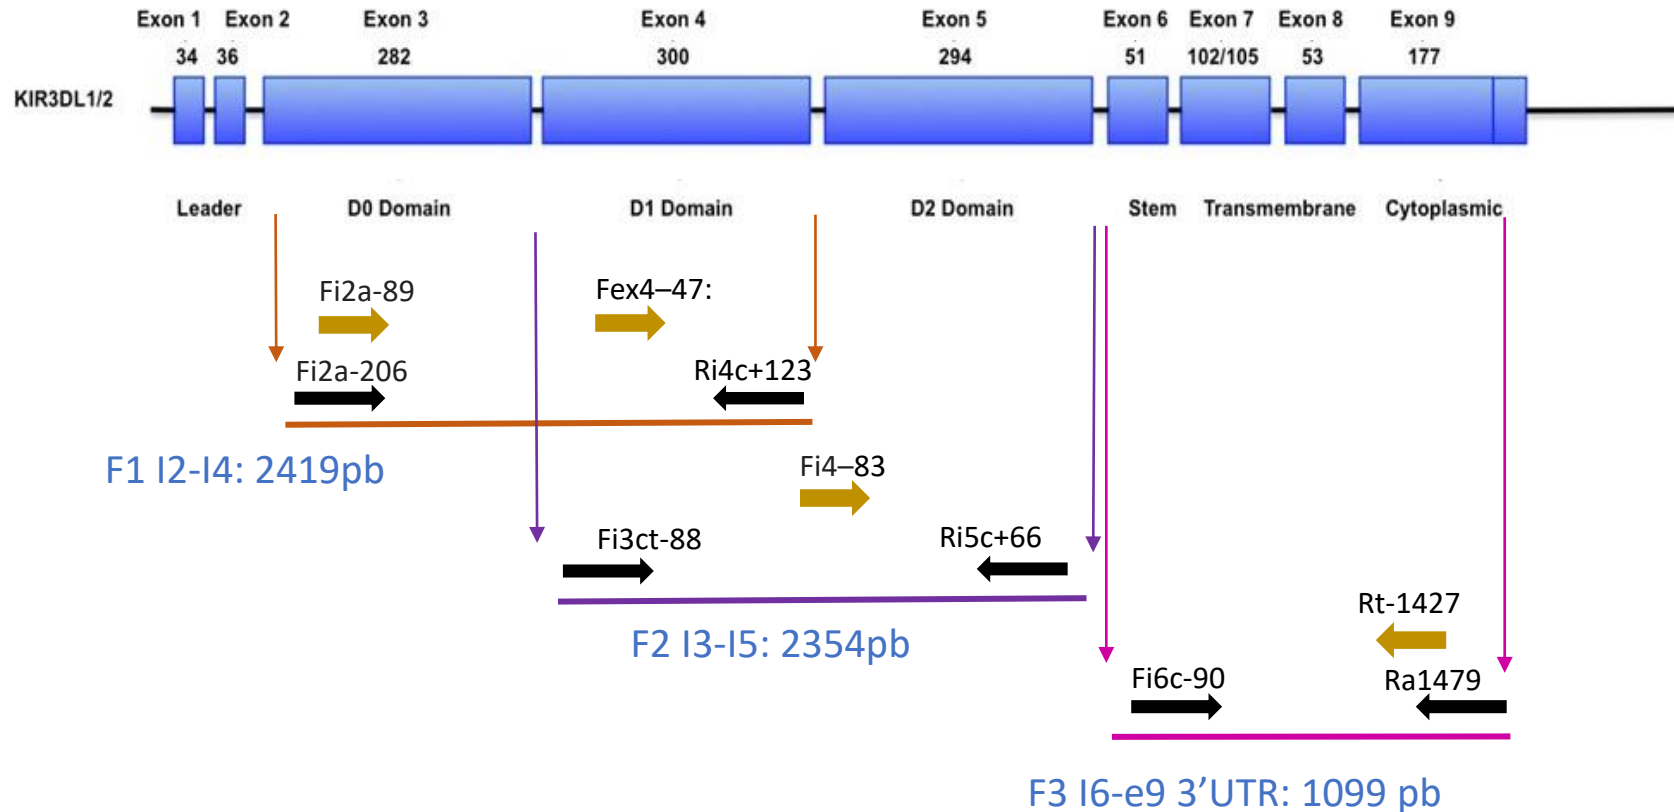 Exon 1 Exon 2 Exon 3 Exon 4 Exon 5 Exon 6 Exon 7 Exon 8 Exon 9
34 36 282 300 294 51 102/105 53 177
KIR3DL1/2
Leader D0 Domain D1 Domain D2 Domain Stem Transmembrane Cytoplasmic
Fi2a-89 Fex4–47:
Fi2a-206 Ri4c+123
F1 I2-I4: 2419pb
Fi4–83
Fi3ct-88 Ri5c+66
F2 I3-I5: 2354pb
Rt-1427
Fi6c-90 Ra1479
F3 I6-e9 3’UTR: 1099 pb